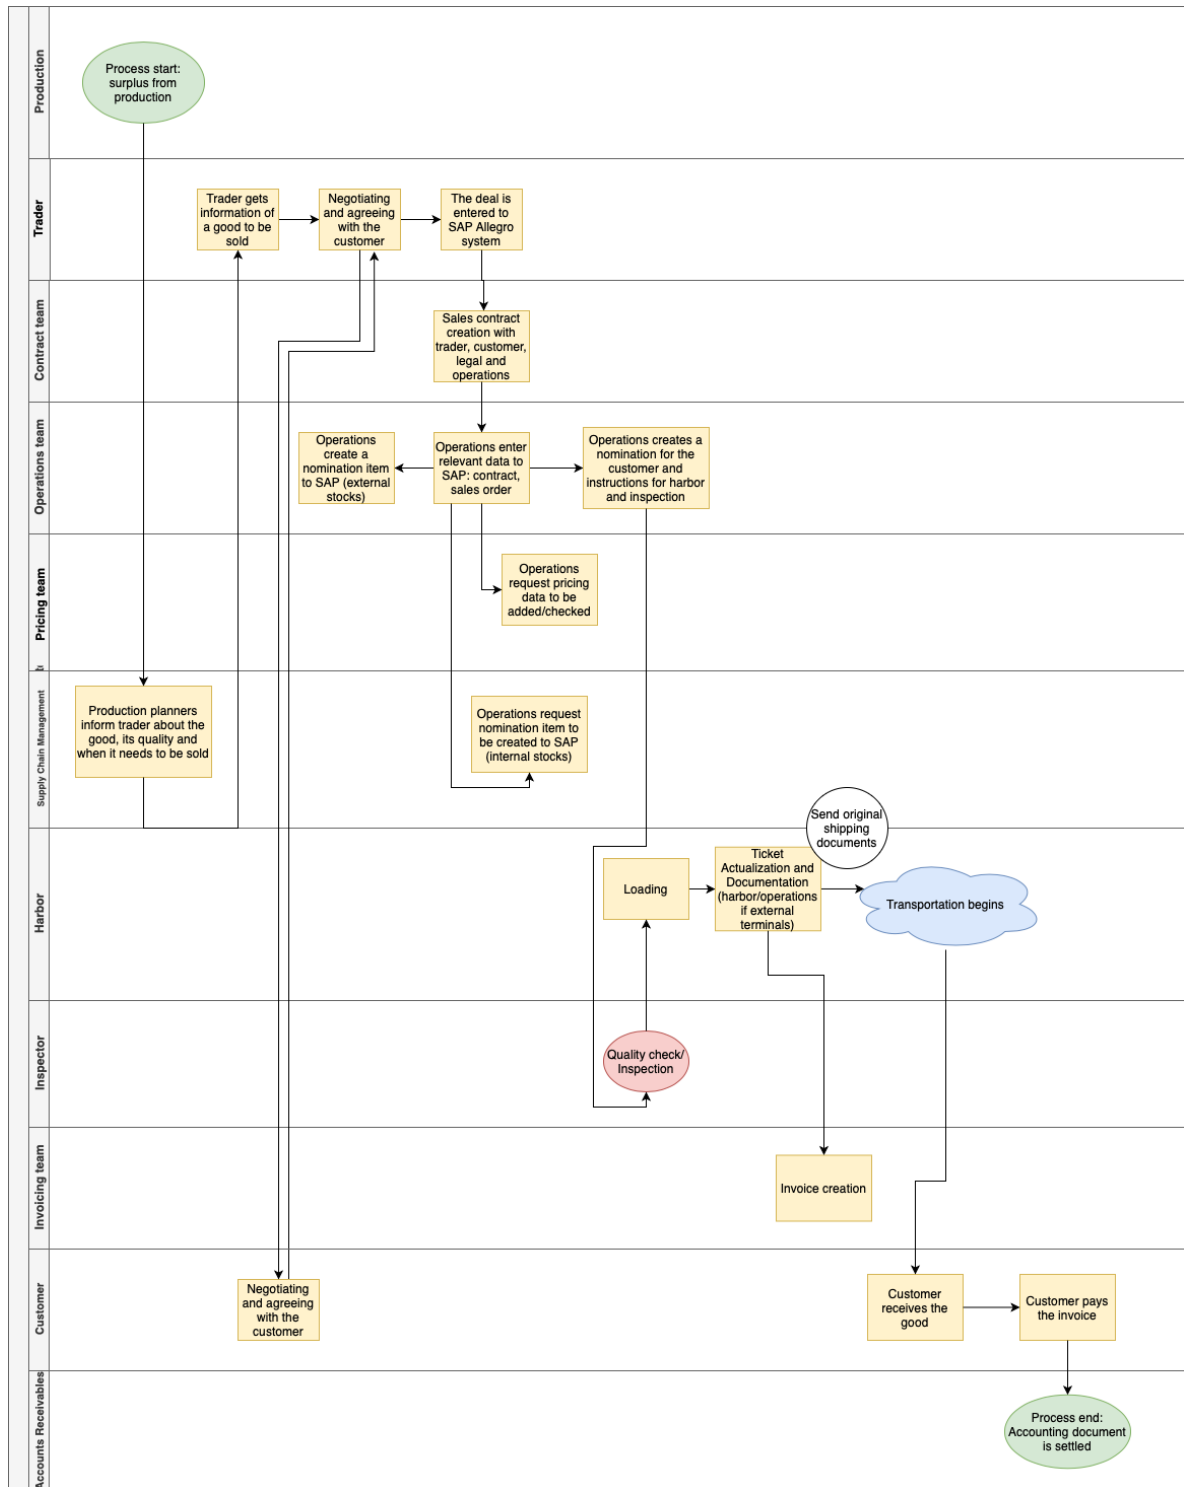 Production
Process start:
surplus from
production
Trader
Trader gets
information of
a good to be
sold
Negotiating
and agreeing
with the
customer
The deal is
entered to
SAP Allegro
system
Contract team
Sales contract
creation with
trader, customer,
legal and
operations
Operations team
Operations
create a
nomination item
to SAP (external
stocks)
Operations enter
relevant data to
SAP: contract,
sales order
Operations creates a
nomination for the
customer and
instructions for harbor
and inspection
Pricing team
Operations
request pricing
data to be
added/checked
Supply Chain Management
Production planners
inform trader about the
good, its quality and
when it needs to be sold
Operations request
nomination item to
be created to SAP
(internal stocks)
Send original
shipping
documents
Harbor
Loading
Ticket
Actualization and
Documentation
(harbor/operations
if external
terminals)
Transportation begins
Inspector
Quality check/
Inspection
Invoicing team
Invoice creation
Customer
Negotiating
and agreeing
with the
customer
Customer
receives the
good
Customer pays
the invoice
Accounts Receivables
Process end:
Accounting document
is settled